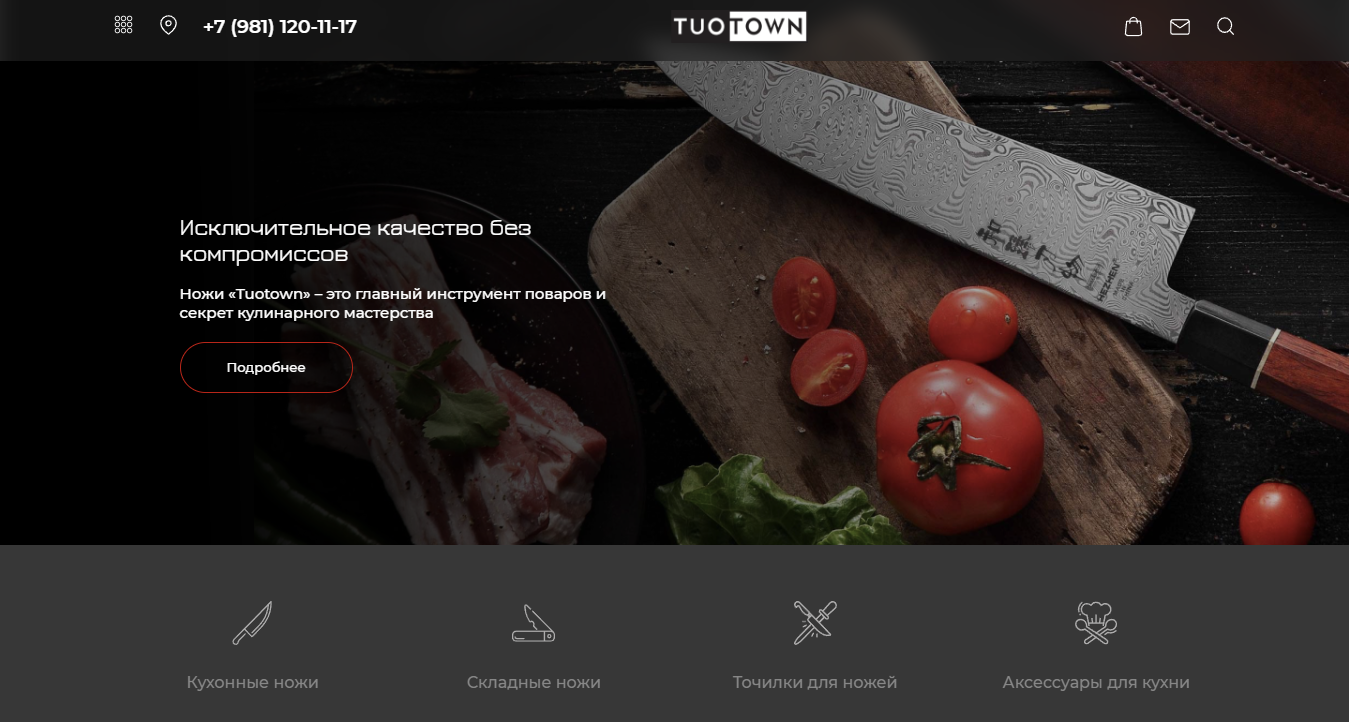 +7 (981) 120-11-17
TUOTOWN
Исключительное качество без
компромиссов
Ножи «Tuotown» – это главный инструмент поваров и
секрет кулинарного мастерства
Подробнее
HEZHEN
Кухонные ножи
Складные ножи
Точилки для ножей
Аксессуары для кухни